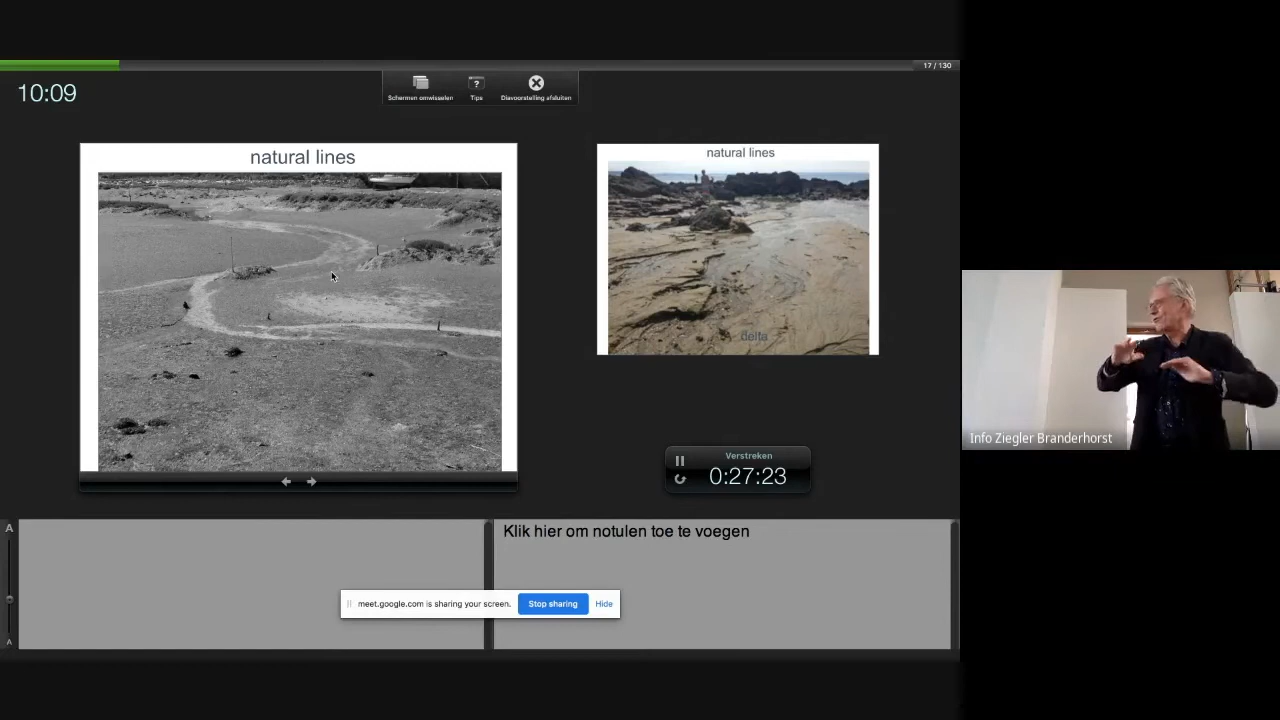 17 / 130
10:09
Schermen omwisselen
Tips
Diavoorstelling afsluiten
natural lines
natural lines
delta
Info Ziegler Branderhorst
Verstreken
0:27:23
A
Klik hier om notulen toe te voegen
meet.google.com is sharing your screen.
Stop sharing
Hide
A